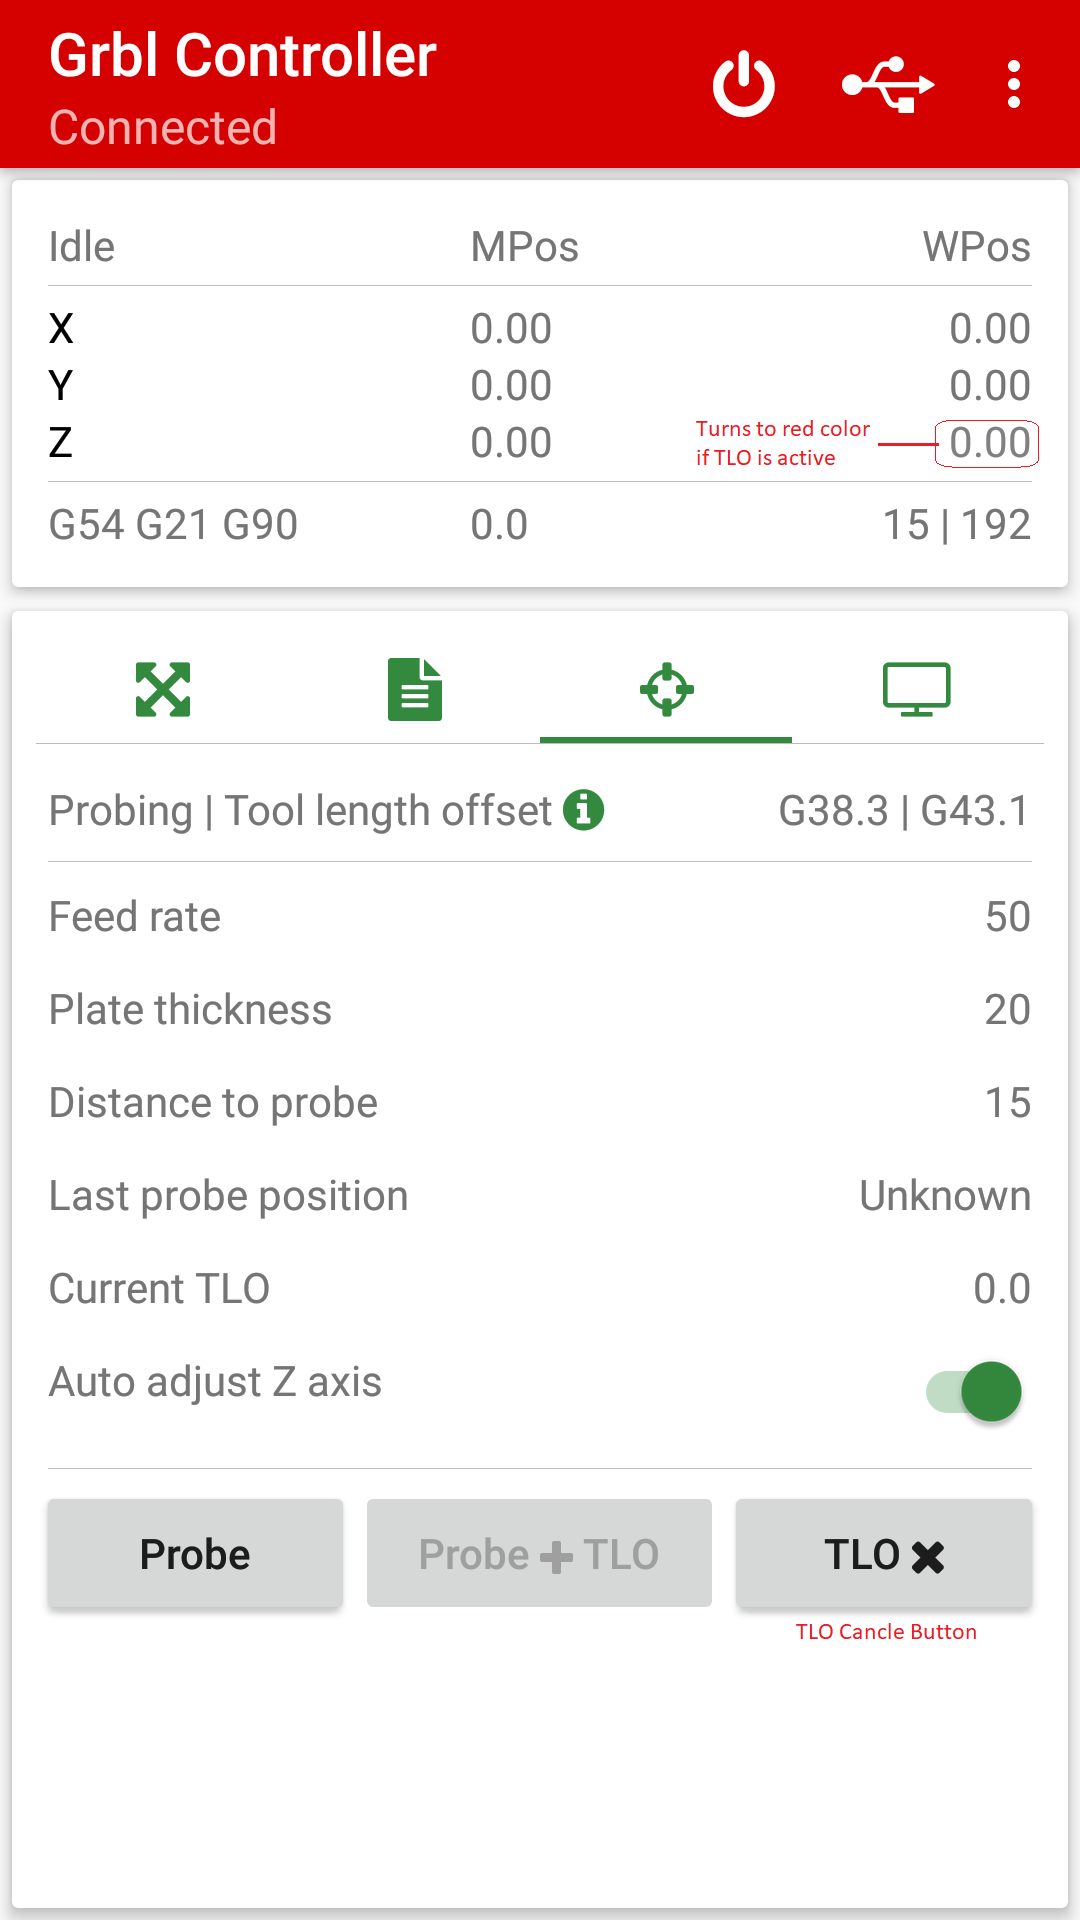 Grbl Controller
Connected
Idle MPos WPos
X 0.00 0.00
Y 0.00 0.00
Turns to red color
Z 0.00 0.00
if TLO is active
G54 G21 G90 0.0 15 | 192
Probing | Tool length offset G38.3 | G43.1
Feed rate 50
Plate thickness 20
Distance to probe 15
Last probe position Unknown
Current TLO 0.0
Auto adjust Z axis
Probe Probe + TLO TLO ✖
TLO Cancle Button